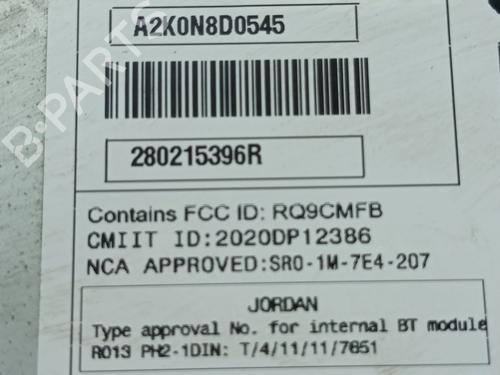 A2K0N8D0545
280215396R
Contains FCC ID: RQ9CMFB
CMIIT ID:2020DP12386
NCA APPROVED:SR0-1M-7E4-207
JORDAN
Type approval No. for internal BT module
R013 PH2-1DIN: T/4/11/11/7651
B-PARTS